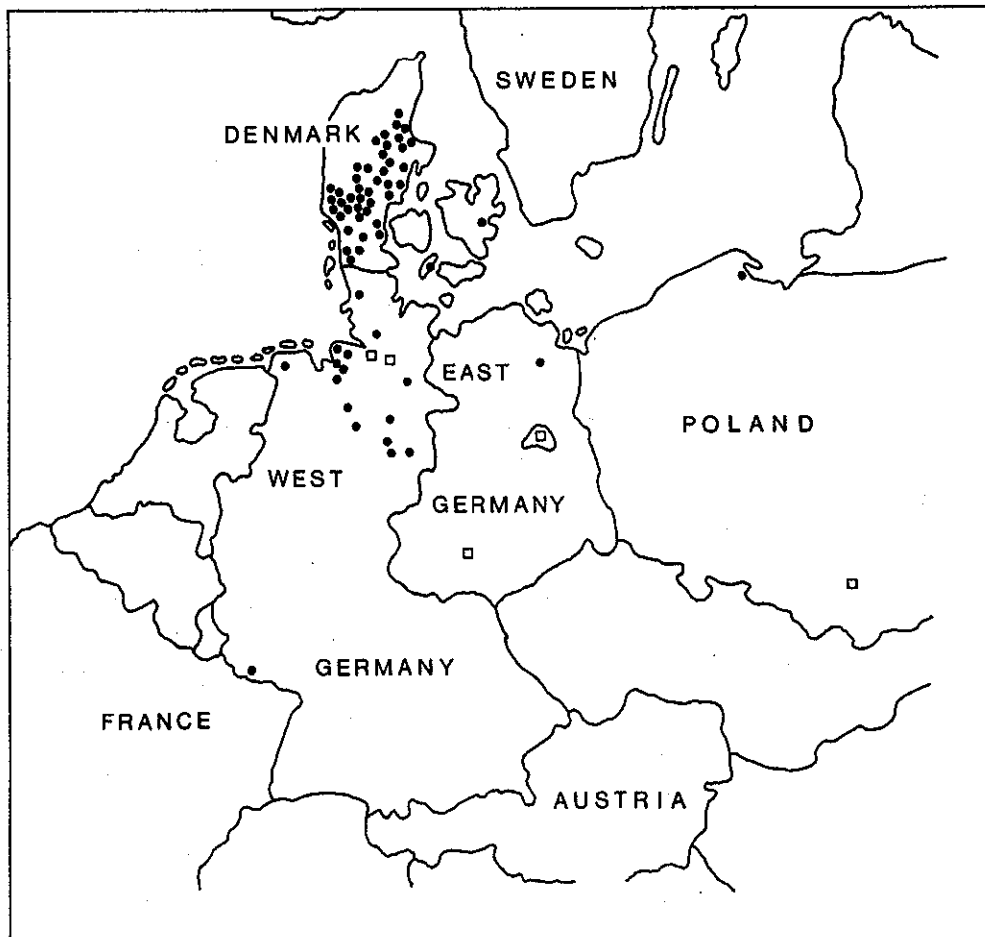 SWEDEN
DENMARK
EAST
POLAND
WEST
GERMANY
GERMANY
FRANCE
AUSTRIA